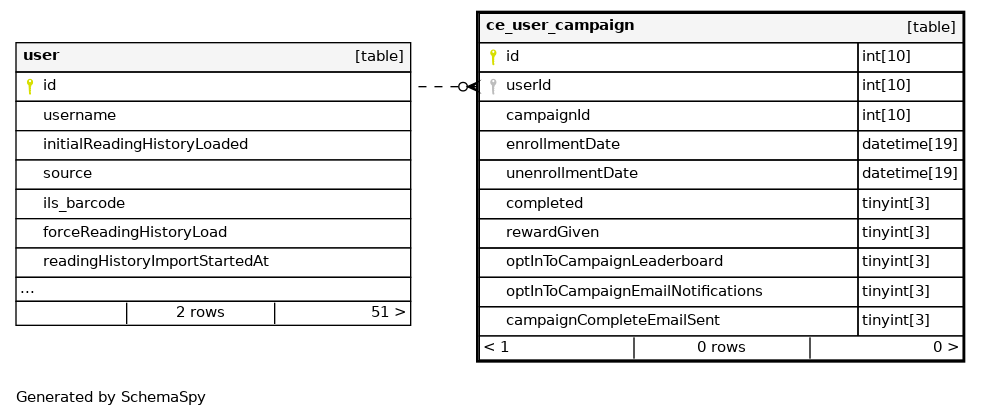 user [table]
id
username
initialReadingHistoryLoaded
source
ils_barcode
forceReadingHistoryLoad
readingHistoryImportStartedAt
...
2 rows 51 >
ce_user_campaign [table]
id int[10]
userId int[10]
campaignId int[10]
enrollmentDate datetime[19]
unenrollmentDate datetime[19]
completed tinyint[3]
rewardGiven tinyint[3]
optInToCampaignLeaderboard tinyint[3]
optInToCampaignEmailNotifications tinyint[3]
campaignCompleteEmailSent tinyint[3]
< 1 0 rows 0 >
Generated by SchemaSpy